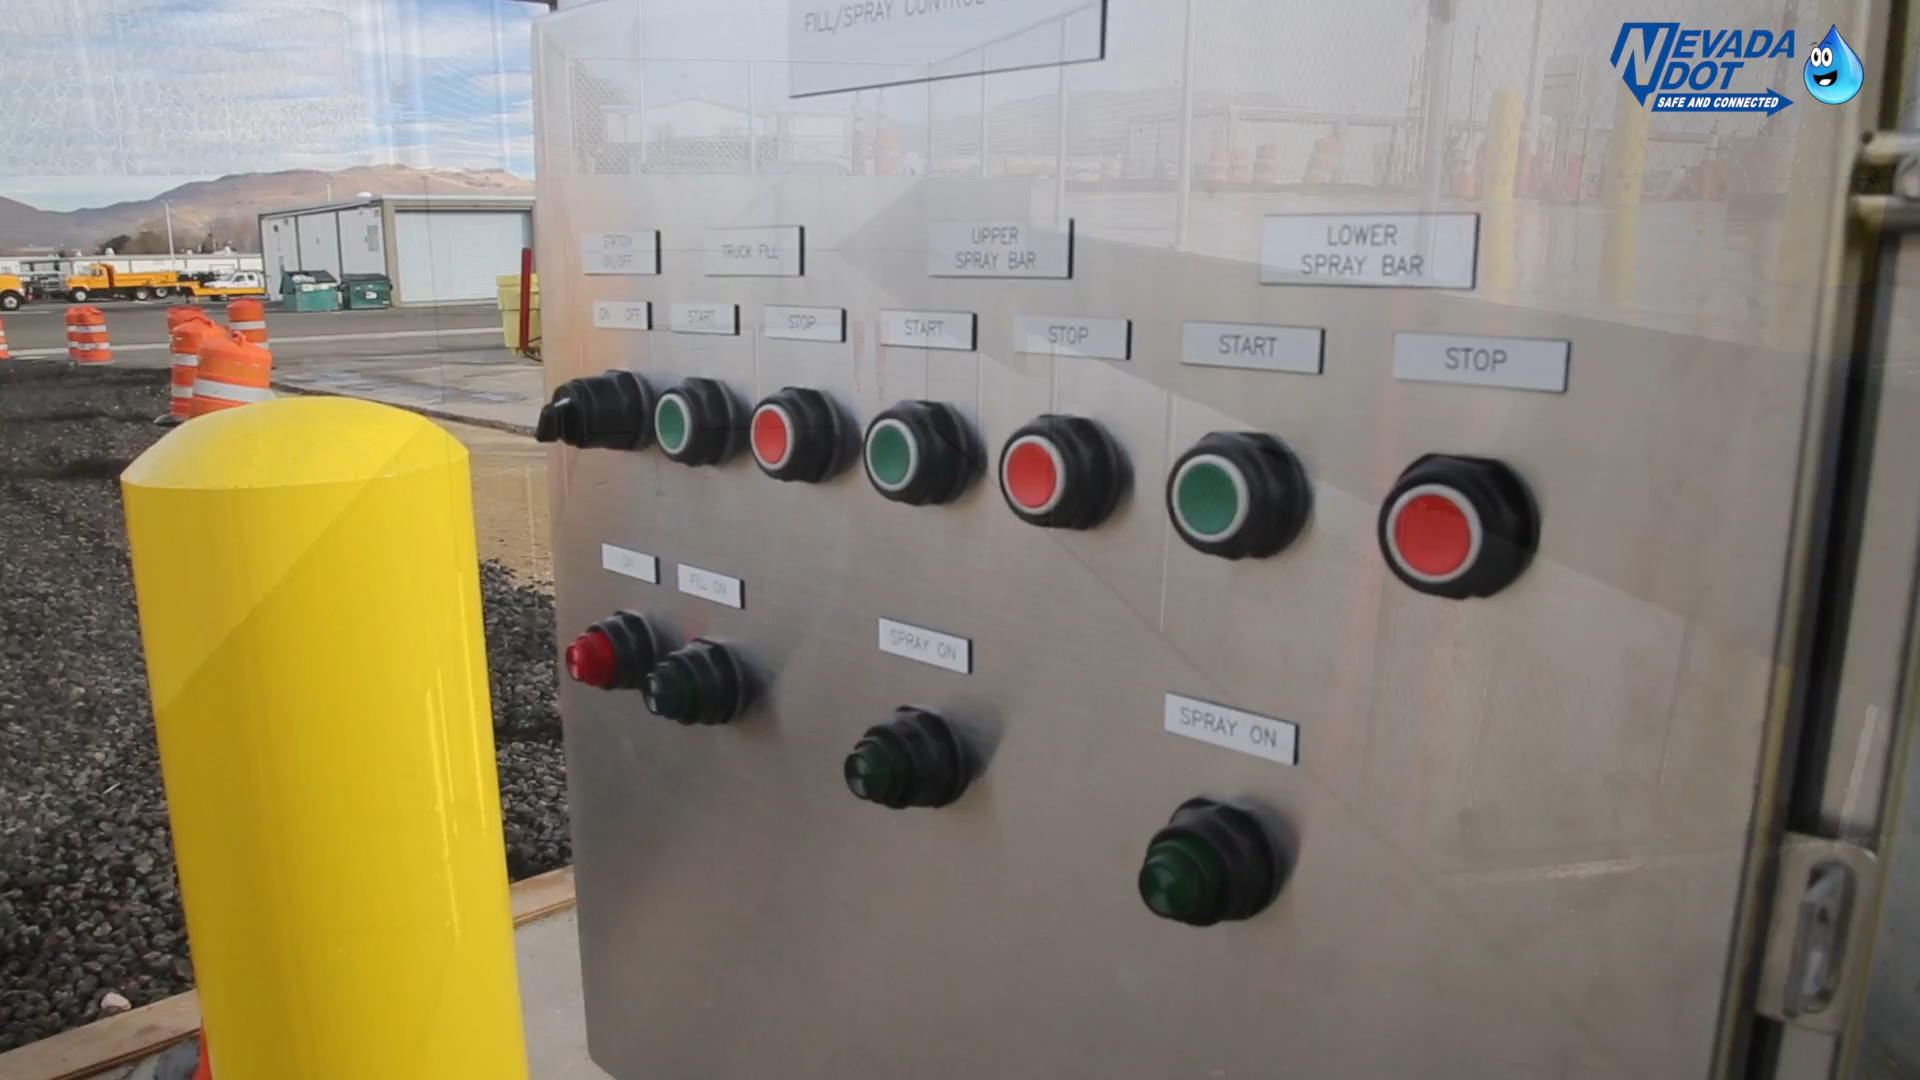 FILL/SPRAY CONTROL
NEVADA
DOT
SAFE AND CONNECTED
STATION
ON/OFF
TRUCK FILL
UPPER
SPRAY BAR
LOWER
SPRAY BAR
ON OFF
START
STOP
START
STOP
START
STOP
ON
FILL ON
SPRAY ON
SPRAY ON